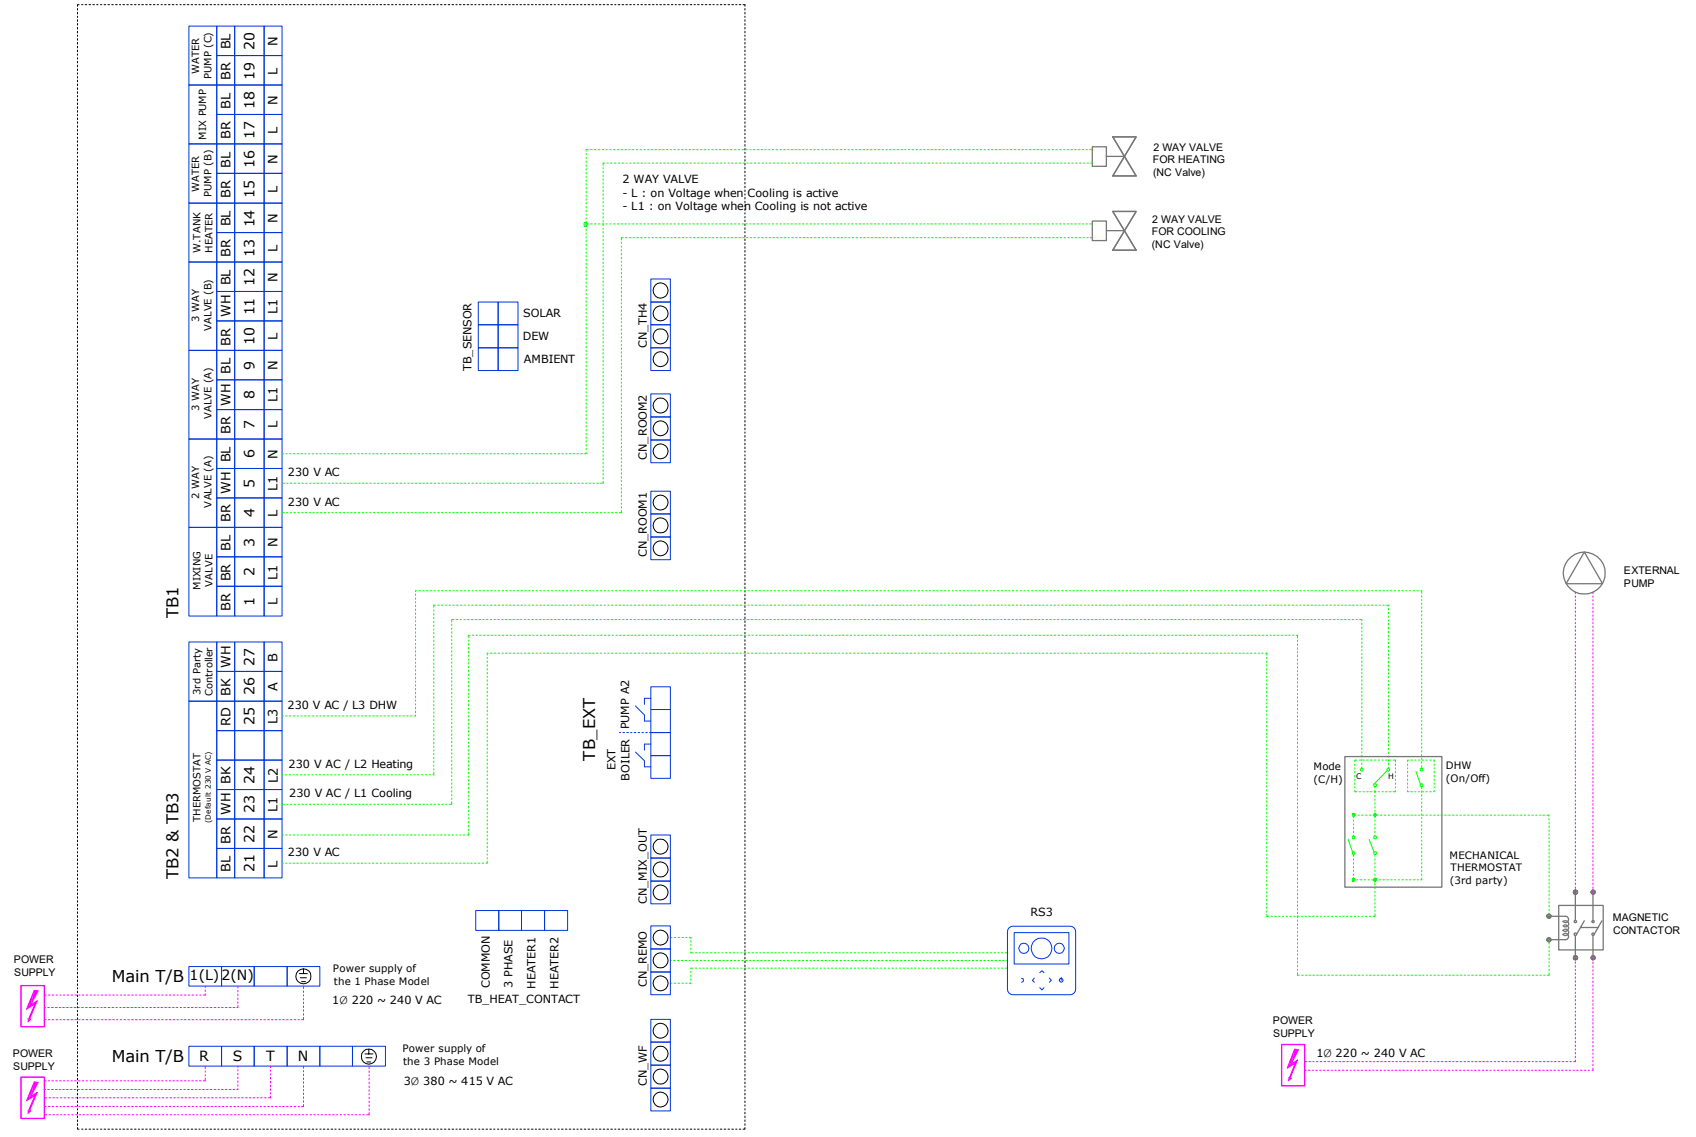 WATER
PUMP (C)
BL 20 N
BR 19 L
MIX PUMP
BL 18 N
BR 17 L
WATER
PUMP (B)
BL 16 N
BR 15 L
W.TANK
HEATER
BL 14 N
BR 13 L
3 WAY
VALVE (B)
BL 12 N
WH 11 L1
BR 10 L
3 WAY
VALVE (A)
BL 9 N
WH 8 L1
BR 7 L
2 WAY
VALVE (A)
BL 6 N
WH 5 L1
BR 4 L
MIXING
VALVE
BL 3 N
BR 2 L1
BR 1 L
TB1
230 V AC
230 V AC
2 WAY VALVE
- L : on Voltage when Cooling is active
- L1 : on Voltage when Cooling is not active
2 WAY VALVE
FOR HEATING
(NC Valve)
2 WAY VALVE
FOR COOLING
(NC Valve)
TB_SENSOR
SOLAR
DEW
AMBIENT
CN_TH4
CN_ROOM2
CN_ROOM1
3rd Party
Controller
WH 27 B
BK 26 A
THERMOSTAT
(Default 230 V AC)
RD 25 L3
BK 24 L2
WH 23 L1
BR 22 N
BL 21 L
TB2 & TB3
230 V AC / L3 DHW
230 V AC / L2 Heating
230 V AC / L1 Cooling
230 V AC
TB_EXT
PUMP A2
EXT
BOILER
CN_MIX_OUT
CN_REMO
CN_WF
COMMON
3 PHASE
HEATER1
HEATER2
TB_HEAT_CONTACT
RS3
EXTERNAL
PUMP
Mode
(C/H)
C
H
DHW
(On/Off)
MECHANICAL
THERMOSTAT
(3rd party)
MAGNETIC
CONTACTOR
POWER
SUPPLY
1Ø 220 ~ 240 V AC
POWER
SUPPLY
Main T/B 1(L) 2(N)
Power supply of
the 1 Phase Model
1Ø 220 ~ 240 V AC
POWER
SUPPLY
Main T/B R S T N
Power supply of
the 3 Phase Model
3Ø 380 ~ 415 V AC